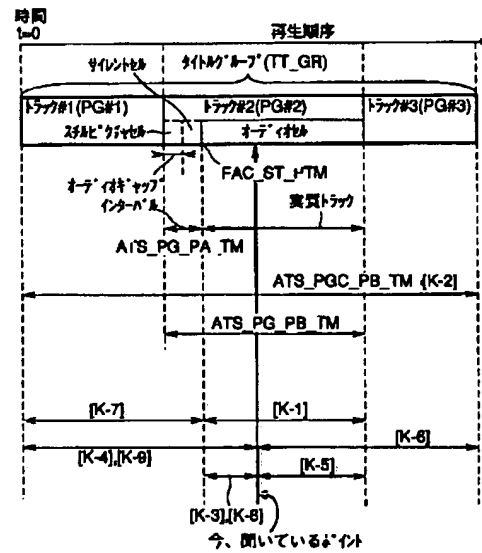 時間
t=0
再生順序
サイレントセル
タイトルグループ(TT_GR)
トラック#1(PG#1)
トラック#2(PG#2)
トラック#3(PG#3)
スチルピクジャセル
オーディオセル
オーディオギャップ
インターバル
FAC_ST_PTM
実質トラック
ATS_PG_PA_TM
ATS_PGC_PB_TM [K-2]
ATS_PG_PB_TM
[K-7]
[K-1]
[K-4],[K-9]
[K-6]
[K-3],[K-8]
[K-5]
今、聞いているポイント